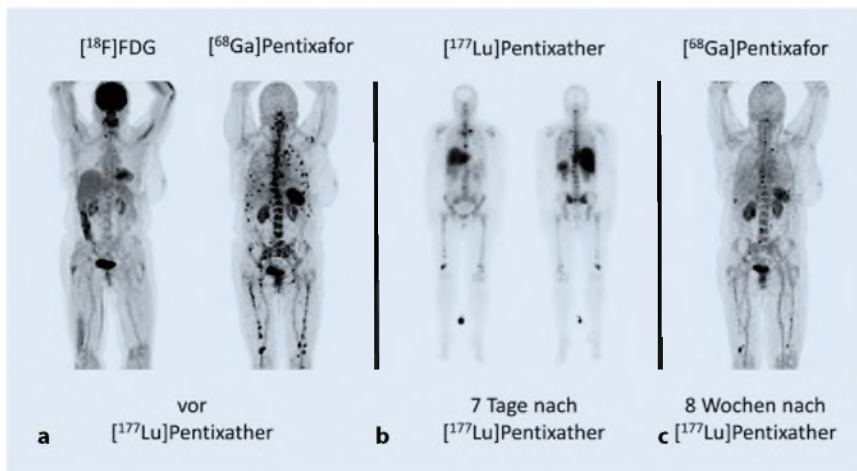 [¹⁸F]FDG
[⁶⁸Ga]Pentixafor
[¹⁷⁷Lu]Pentixather
[⁶⁸Ga]Pentixafor
vor
[¹⁷⁷Lu]Pentixather
a
7 Tage nach
[¹⁷⁷Lu]Pentixather
b
8 Wochen nach
[¹⁷⁷Lu]Pentixather
c